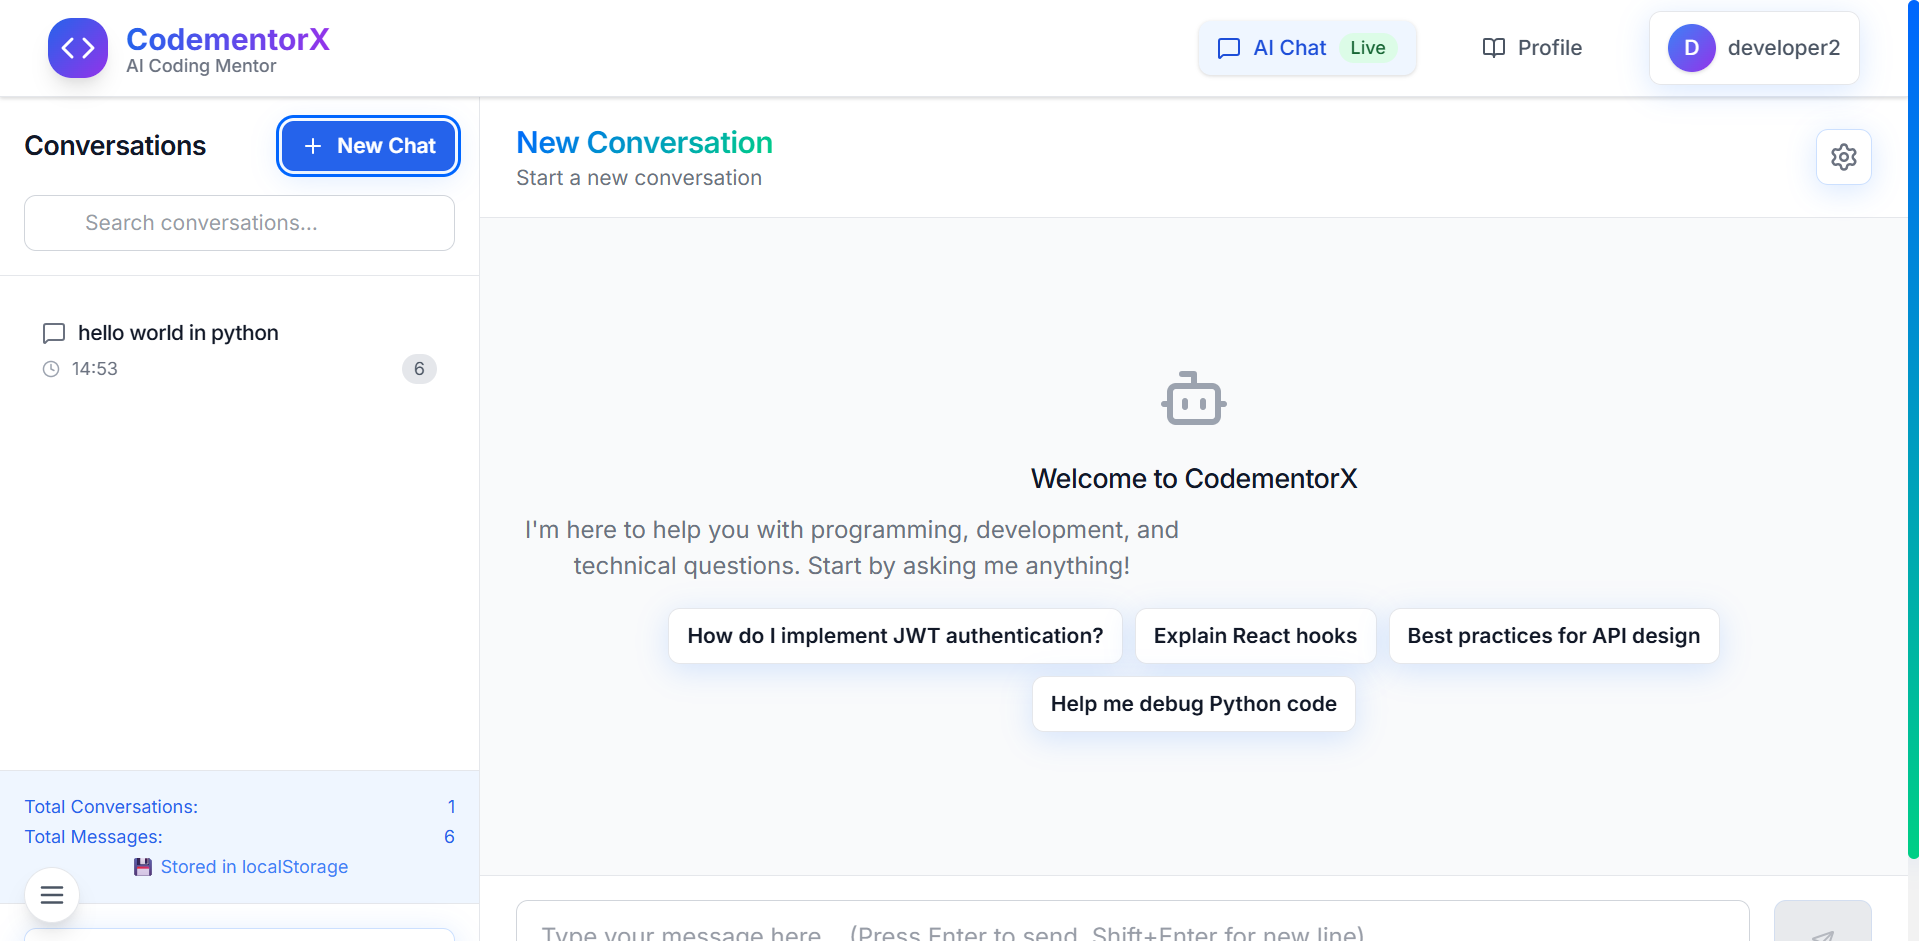 CodementorX
AI Coding Mentor
AI Chat Live
Profile
D developer2
Conversations
New Chat
Search conversations...
hello world in python
14:53 6
Total Conversations: 1
Total Messages: 6
Stored in localStorage
New Conversation
Start a new conversation
Welcome to CodementorX
I'm here to help you with programming, development, and
technical questions. Start by asking me anything!
How do I implement JWT authentication? Explain React hooks Best practices for API design
Help me debug Python code
Type your message here... (Press Enter to send, Shift+Enter for new line)